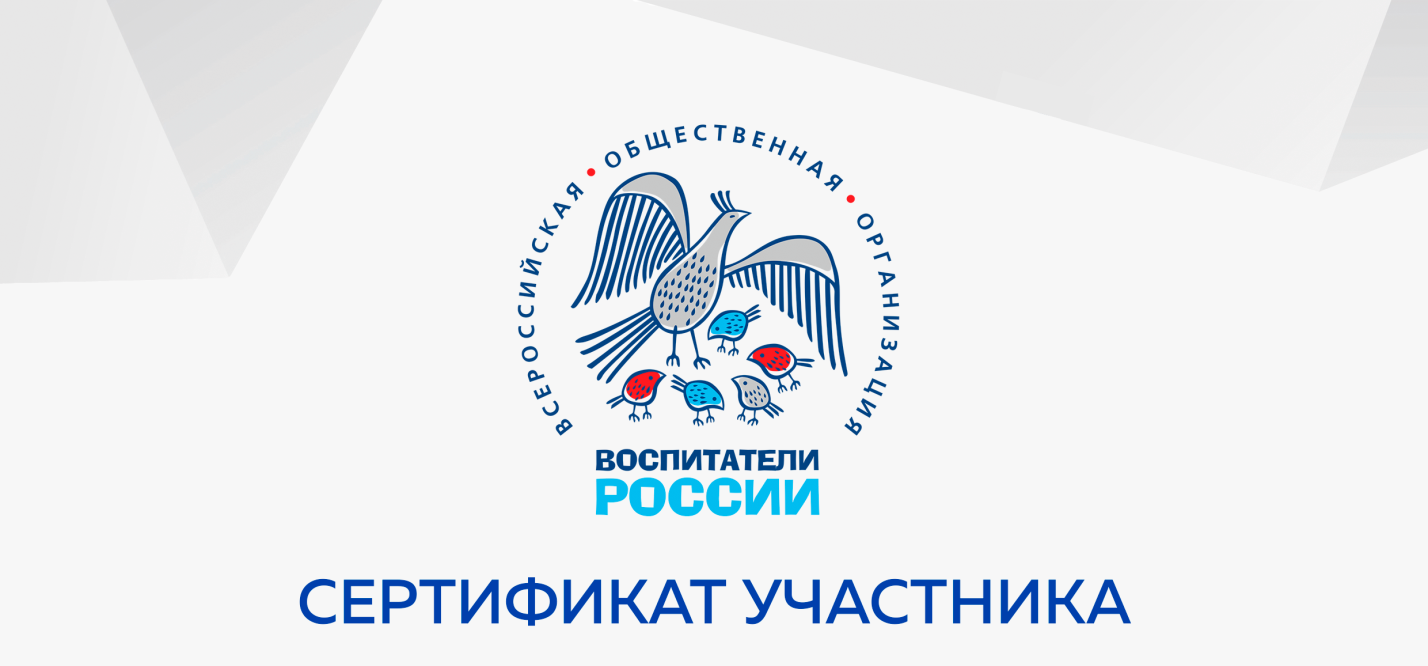 ВСЕРОССИЙСКАЯ • ОБЩЕСТВЕННАЯ • ОРГАНИЗАЦИЯ
ВОСПИТАТЕЛИ
РОССИИ
СЕРТИФИКАТ УЧАСТНИКА